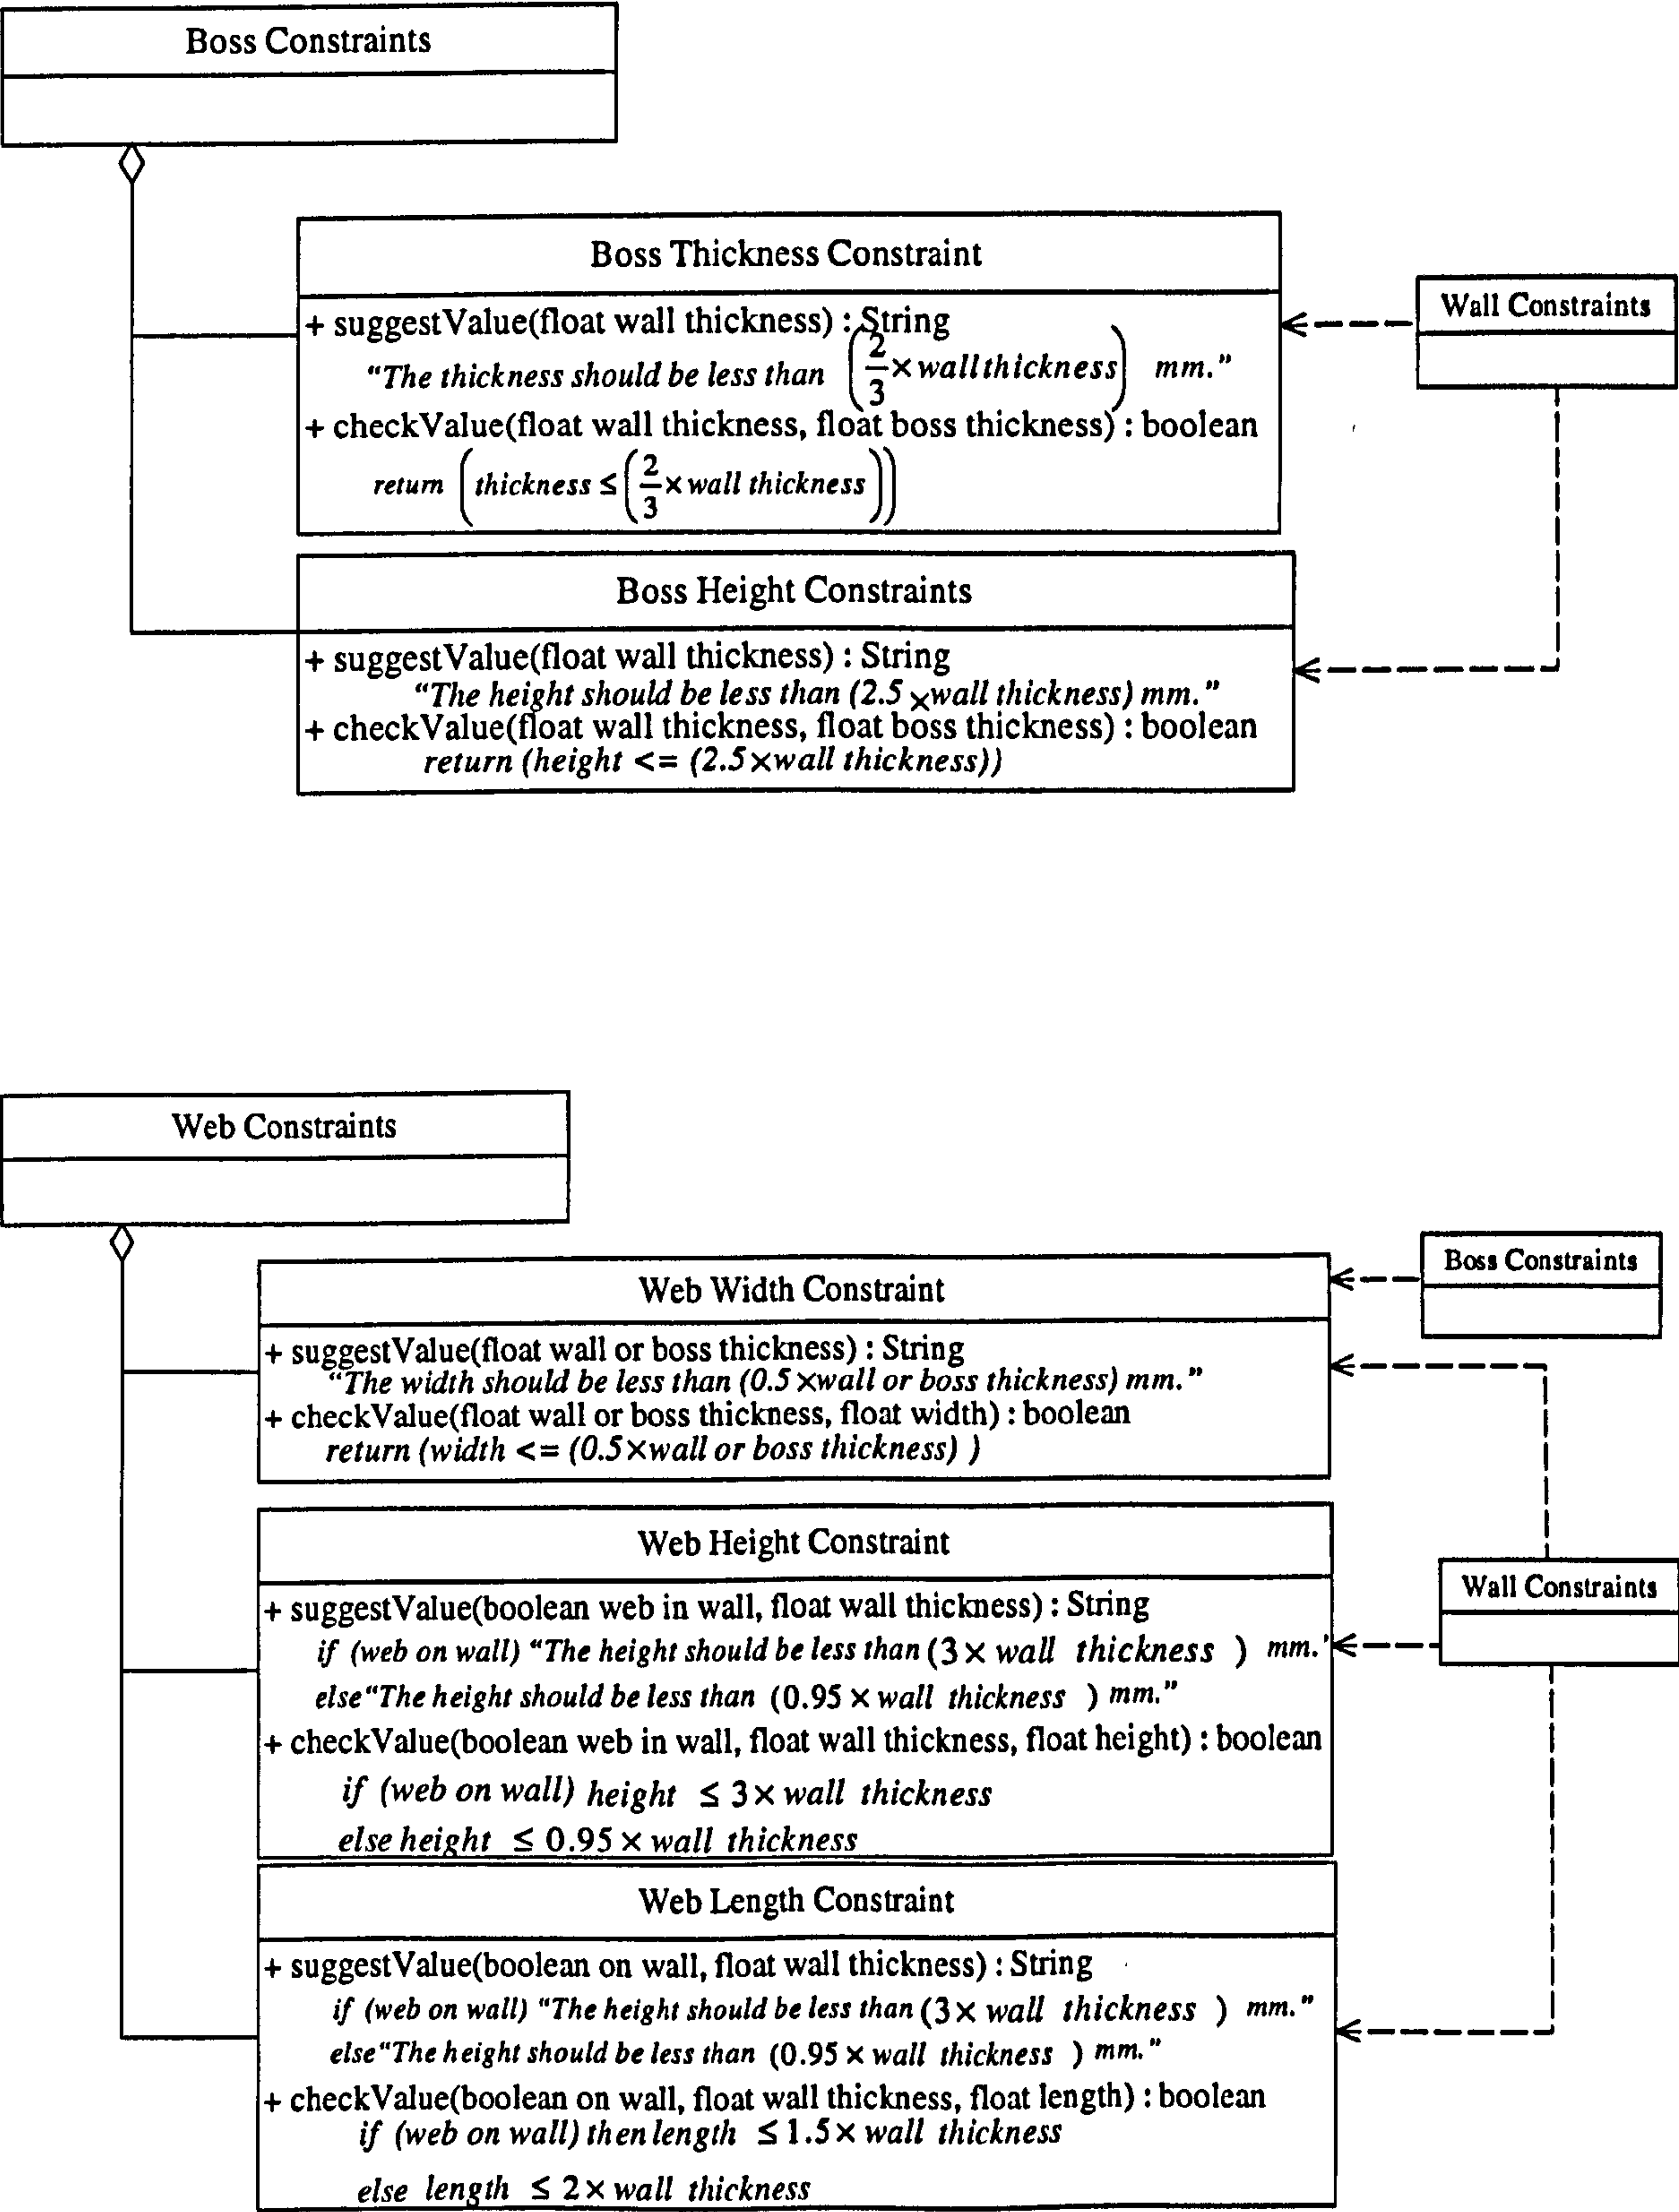 Boss Constraints
Boss Thickness Constraint
+ suggestValue(float wall thickness) : String
“The thickness should be less than (2/3 × wall thickness) mm.”
+ checkValue(float wall thickness, float boss thickness) : boolean
return (thickness ≤ (2/3 × wall thickness))
Wall Constraints
Boss Height Constraints
+ suggestValue(float wall thickness) : String
“The height should be less than (2.5 ×wall thickness) mm.”
+ checkValue(float wall thickness, float boss thickness) : boolean
return (height <= (2.5×wall thickness))
Web Constraints
Web Width Constraint
+ suggestValue(float wall or boss thickness) : String
“The width should be less than (0.5 ×wall or boss thickness) mm.”
+ checkValue(float wall or boss thickness, float width) : boolean
return (width <= (0.5×wall or boss thickness) )
Boss Constraints
Web Height Constraint
+ suggestValue(boolean web in wall, float wall thickness) : String
if (web on wall) “The height should be less than (3 × wall thickness ) mm.'
else “The height should be less than (0.95 × wall thickness ) mm.”
+ checkValue(boolean web in wall, float wall thickness, float height) : boolean
if (web on wall) height ≤ 3 × wall thickness
else height ≤ 0.95 × wall thickness
Wall Constraints
Web Length Constraint
+ suggestValue(boolean on wall, float wall thickness) : String
if (web on wall) “The height should be less than (3 × wall thickness ) mm.”
else “The height should be less than (0.95 × wall thickness ) mm.”
+ checkValue(boolean on wall, float wall thickness, float length) : boolean
if (web on wall) then length ≤ 1.5 × wall thickness
else length ≤ 2 × wall thickness